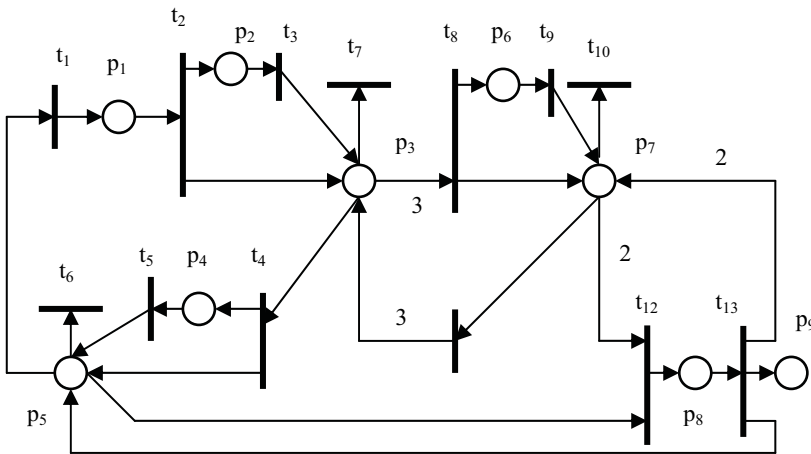 t₂
t₁ p₁ p₂ t₃ t₇ t₈ p₆ t₉ t₁₀
p₃ p₇ 2
3
2
t₆ t₅ p₄ t₄ t₁₂ t₁₃
3 p₉
p₅ p₈